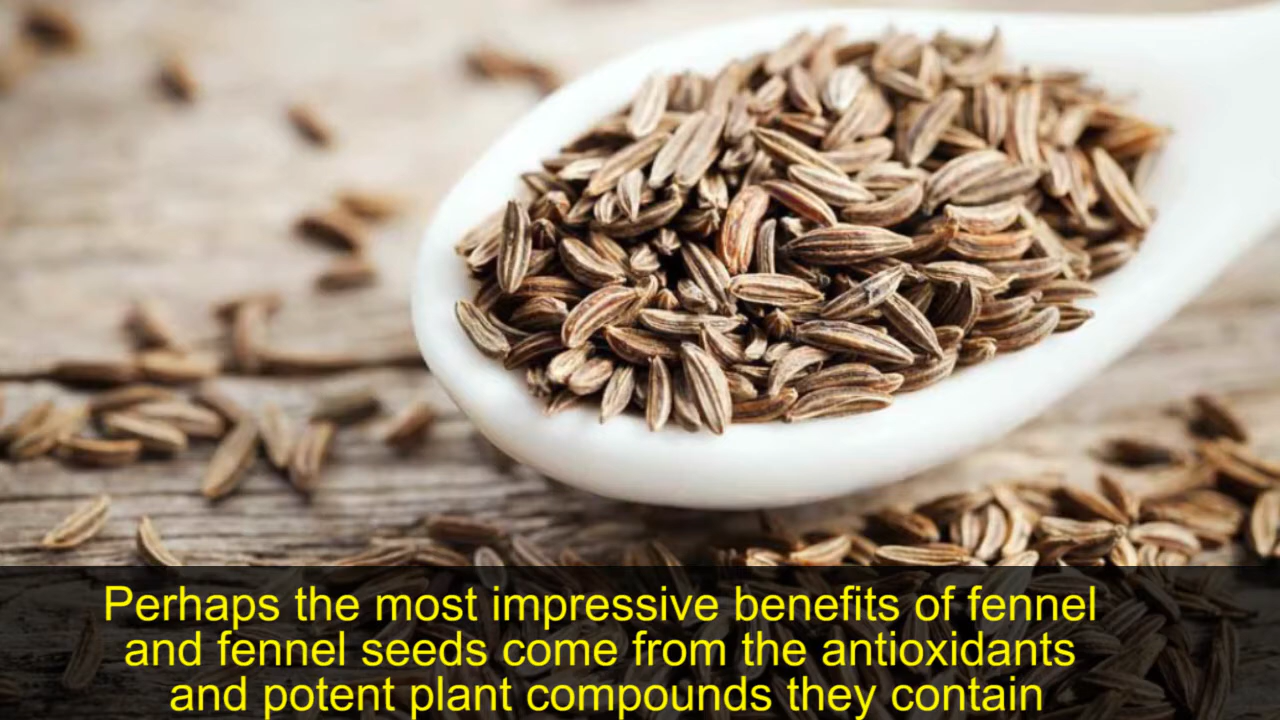 Perhaps the most impressive benefits of fennel
and fennel seeds come from the antioxidants
and potent plant compounds they contain